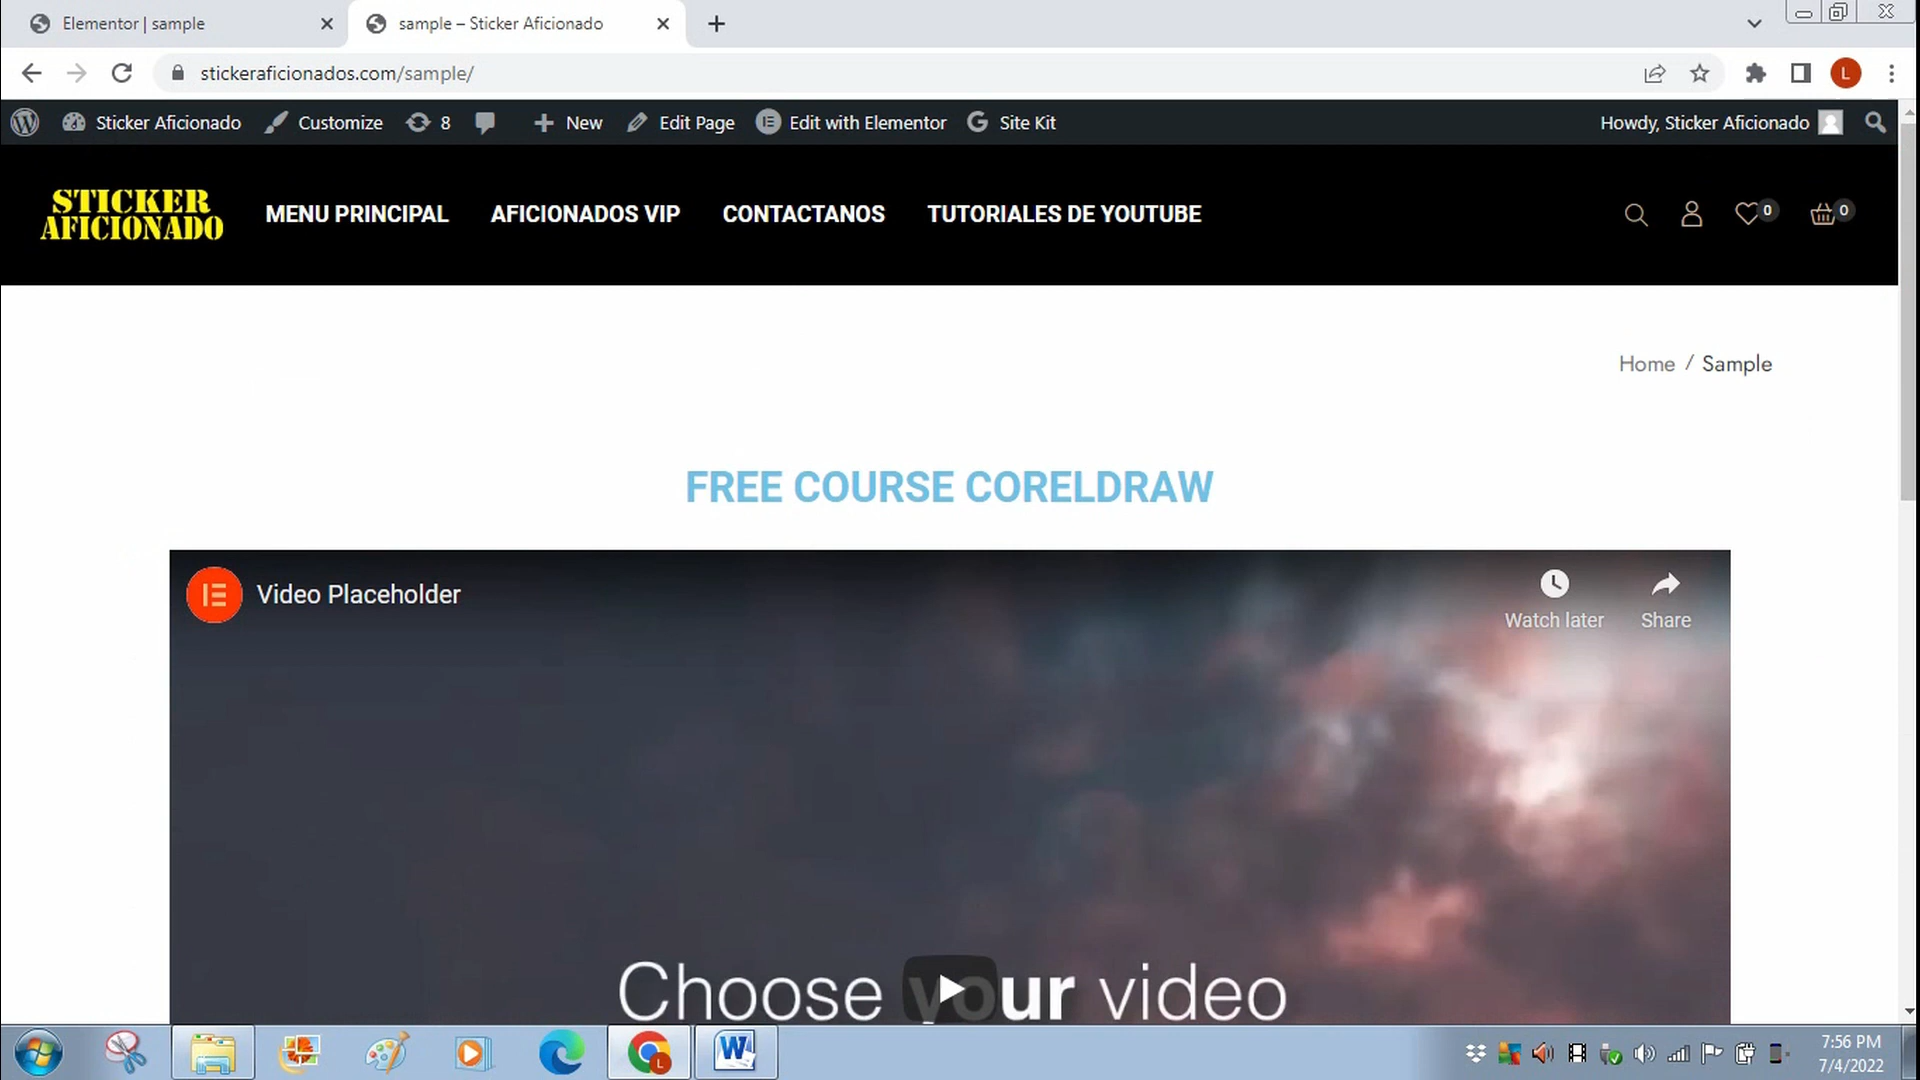 Elementor | sample
sample – Sticker Aficionado
stickeraficionados.com/sample/
L
Sticker Aficionado
Customize
8
New
Edit Page
Edit with Elementor
Site Kit
Howdy, Sticker Aficionado
STICKER
AFICIONADO
MENU PRINCIPAL
AFICIONADOS VIP
CONTACTANOS
TUTORIALES DE YOUTUBE
0
0
Home / Sample
FREE COURSE CORELDRAW
Video Placeholder
Watch later
Share
Choose your video
L
W
7:56 PM
7/4/2022